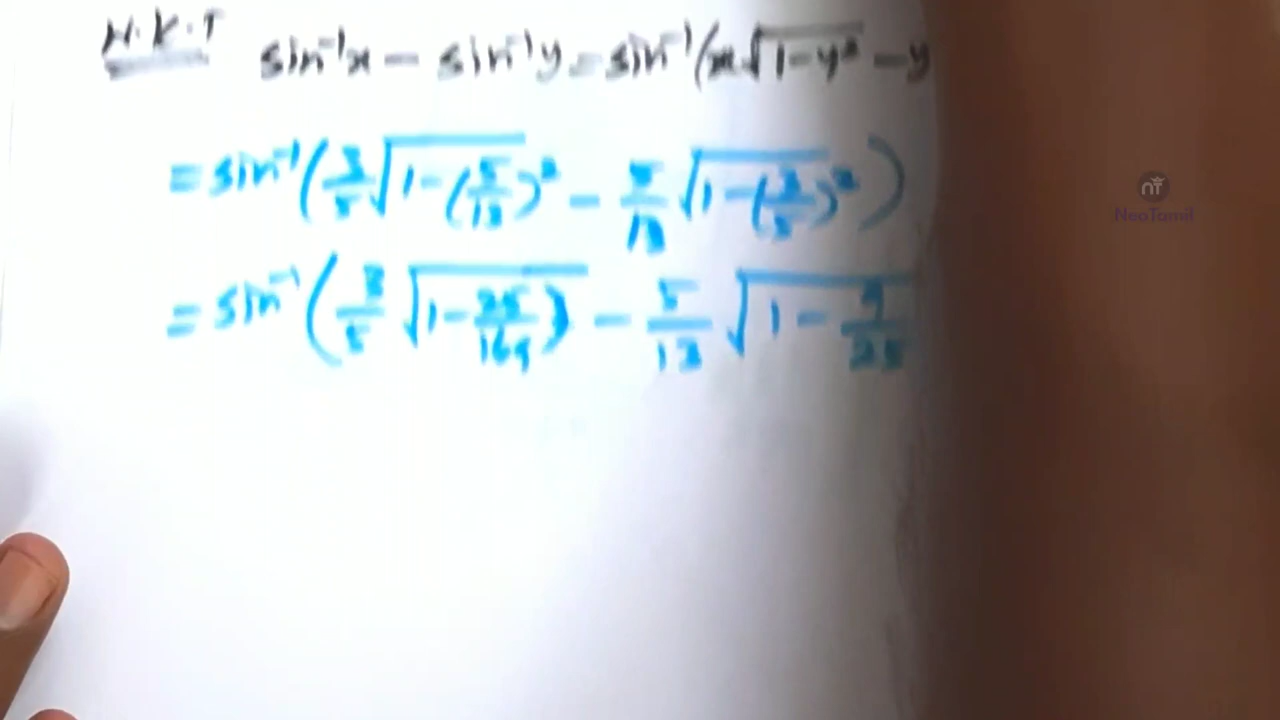 W.K.T sin⁻¹x - sin⁻¹y = sin⁻¹(x√1-y² - y
= sin⁻¹(3/5 √1-(5/13)² - 5/13 √1-(3/5)²)
= sin⁻¹(3/5 √1-25/169) - 5/13 √1-9/25
nT
NeoTamil